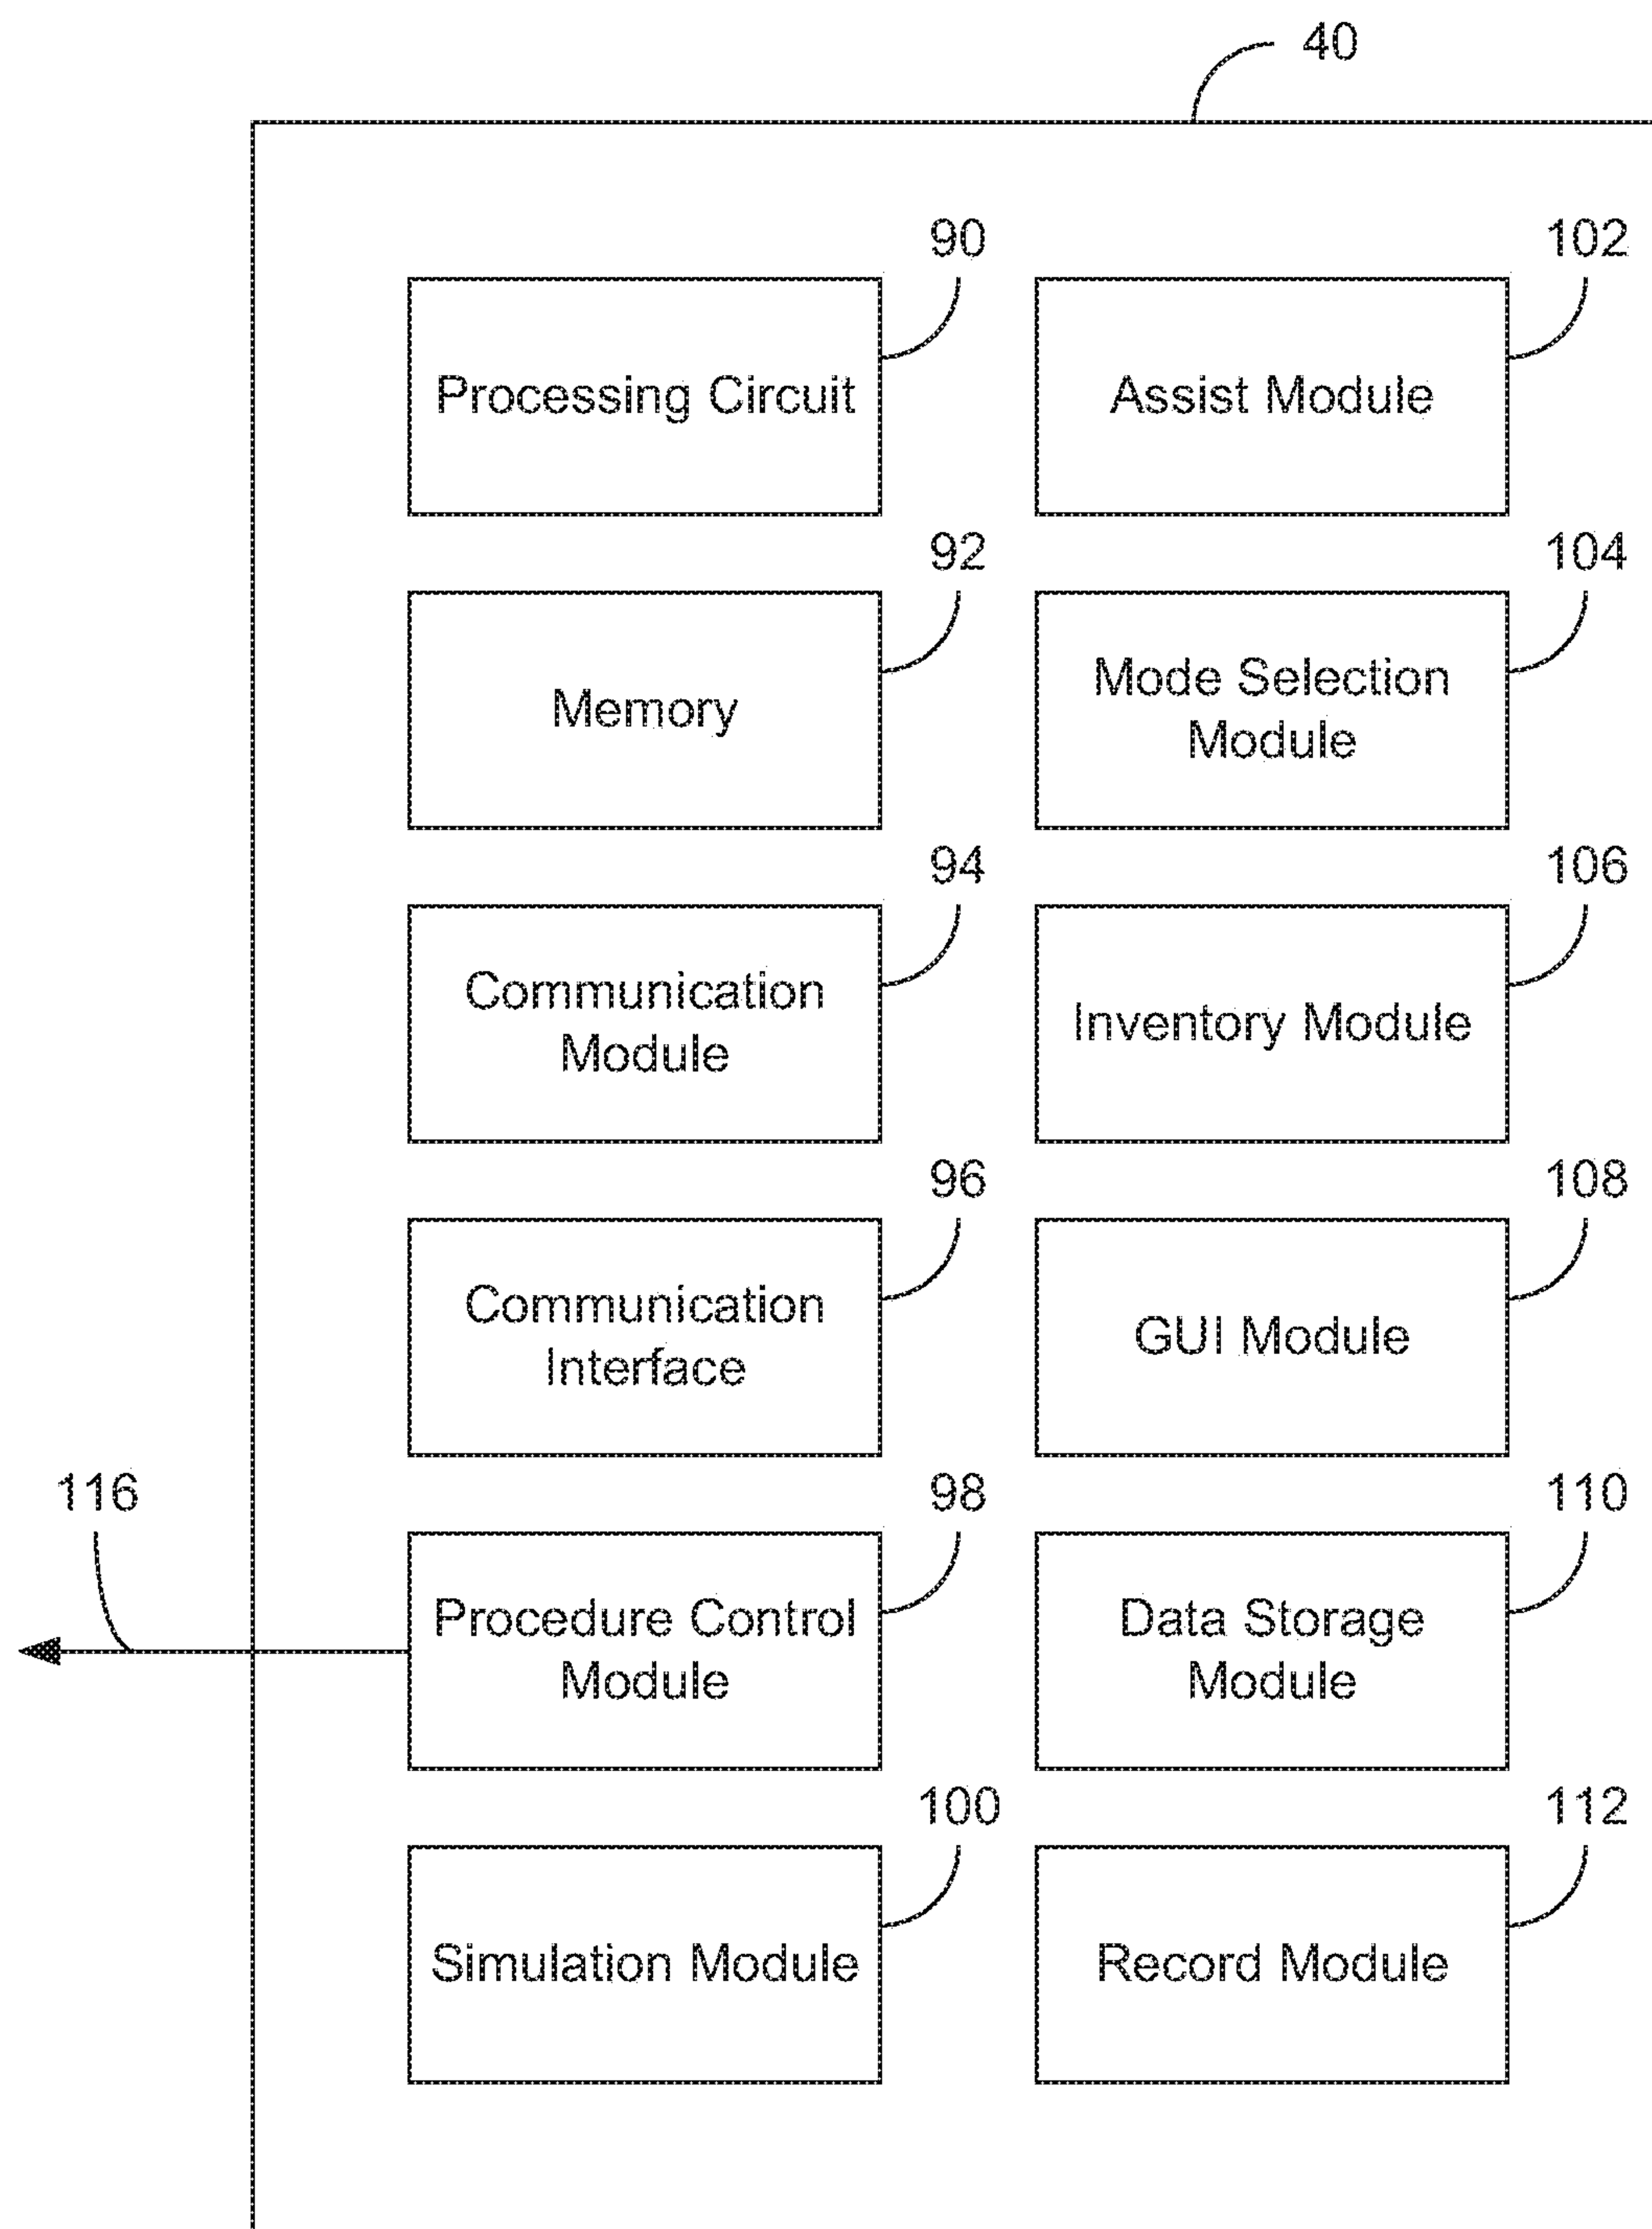 40
90
102
Processing Circuit
Assist Module
92
104
Memory
Mode Selection
Module
94
106
Communication
Module
Inventory Module
96
108
Communication
Interface
GUI Module
116
98
110
Procedure Control
Module
Data Storage
Module
100
112
Simulation Module
Record Module